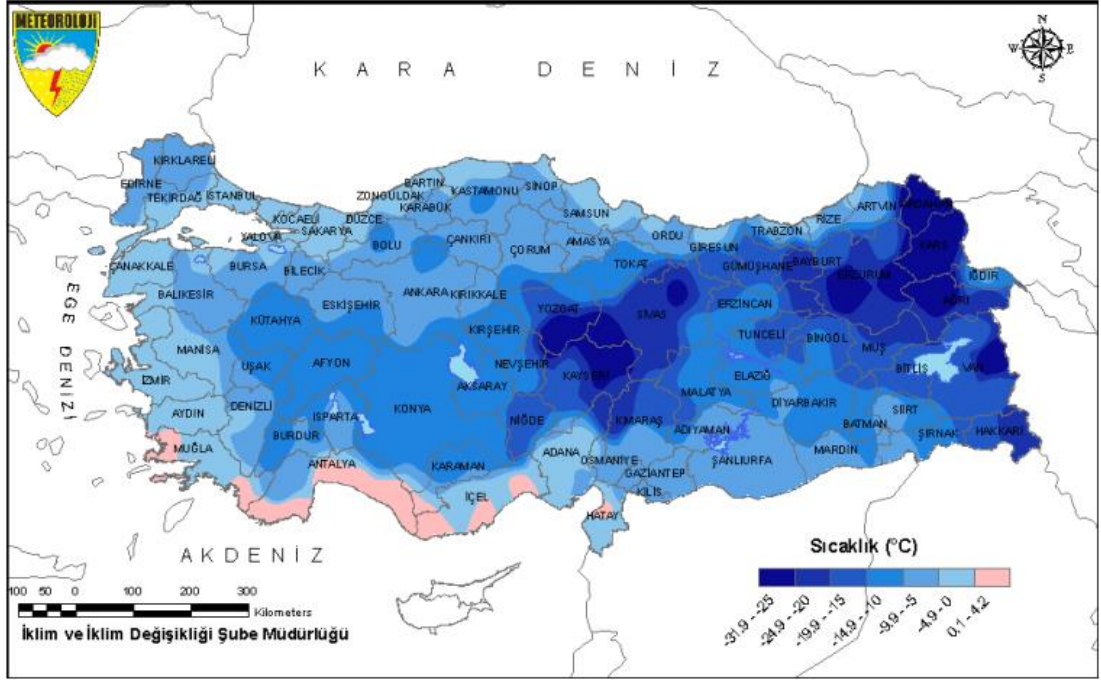 METEOROLOJİ
N
W
E
S
KARA DENİZ
KIRKLARELİ
EDİRNE
TEKİRDAĞ
İSTANBUL
KOCAELİ
YALOVA
SAKARYA
DÜZCE
ZONGULDAK
BARTIN
KARABÜK
KASTAMONU
SİNOP
SAMSUN
BOLU
ÇANKIRI
ÇORUM
AMASYA
ORDU
GİRESUN
TRABZON
RİZE
ARTVİN
ARDAHAN
KARS
TOKAT
GÜMÜŞHANE
BAYBURT
ERZURUM
IĞDIR
AĞRI
ÇANAKKALE
BURSA
BİLECİK
BALIKESİR
ESKİŞEHİR
ANKARA
KIRIKKALE
YOZGAT
SİVAS
ERZİNCAN
KÜTAHYA
KIRŞEHİR
TUNCELİ
BİNGÖL
MUŞ
MANİSA
UŞAK
AFYON
NEVŞEHİR
KAYSERİ
ELAZIĞ
BİTLİS
VAN
EGE DENİZİ
İZMİR
AKSARAY
MALATYA
AYDIN
DENİZLİ
ISPARTA
KONYA
NİĞDE
K.MARAŞ
ADIYAMAN
DİYARBAKIR
SİİRT
BATMAN
ŞIRNAK
HAKKARİ
MUĞLA
BURDUR
ANTALYA
KARAMAN
ADANA
OSMANİYE
GAZİANTEP
ŞANLIURFA
MARDİN
KİLİS
İÇEL
HATAY
AKDENİZ
Sıcaklık (°C)
-31.9 - -25
-24.9 - -20
-19.9 - -15
-14.9 - -10
-9.9 - -5
-4.9 - 0
0.1 - 4.2
100 50 0 100 200 300
Kilometers
İklim ve İklim Değişikliği Şube Müdürlüğü